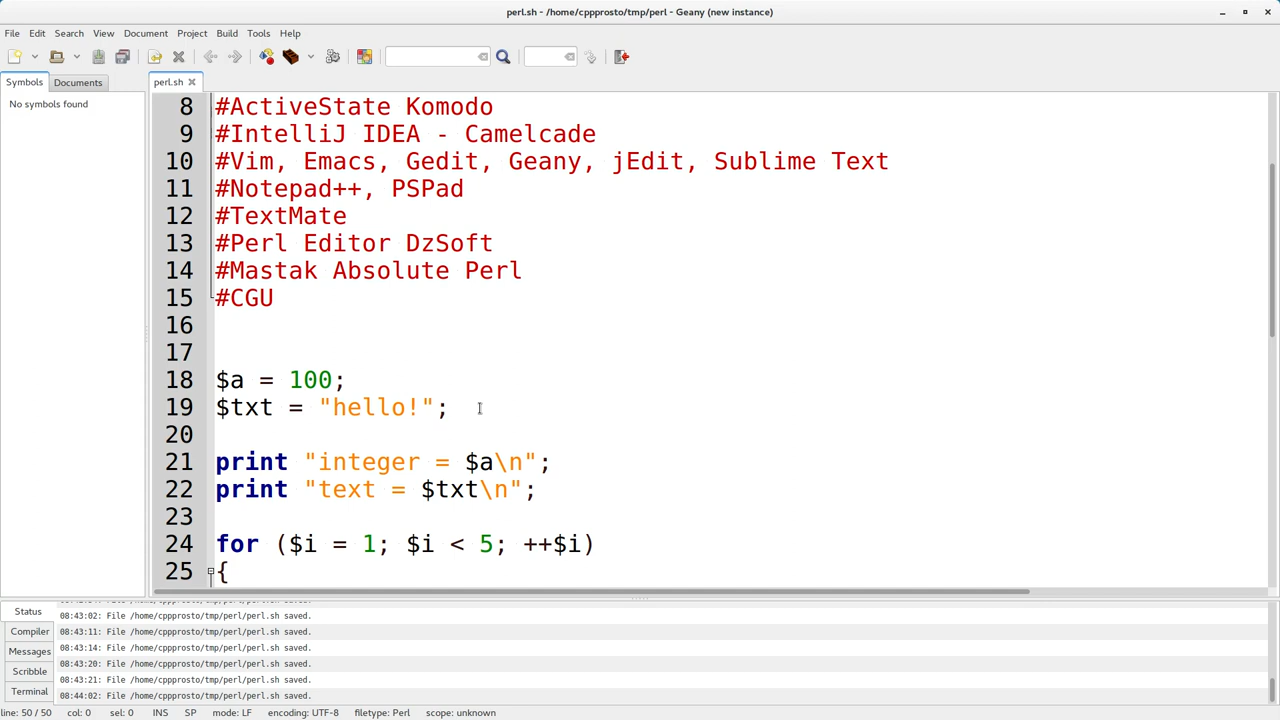 perl.sh - /home/cppprosto/tmp/perl - Geany (new instance)
File Edit Search View Document Project Build Tools Help
Symbols Documents
No symbols found
perl.sh
8 #ActiveState Komodo
9 #IntelliJ IDEA - Camelcade
10 #Vim, Emacs, Gedit, Geany, jEdit, Sublime Text
11 #Notepad++, PSPad
12 #TextMate
13 #Perl Editor DzSoft
14 #Mastak Absolute Perl
15 #CGU
16
17
18 $a = 100;
19 $txt = "hello!";
20
21 print "integer = $a\n";
22 print "text = $txt\n";
23
24 for ($i = 1; $i < 5; ++$i)
25 {
Status
Compiler
Messages
Scribble
Terminal
08:43:02: File /home/cppprosto/tmp/perl/perl.sh saved.
08:43:11: File /home/cppprosto/tmp/perl/perl.sh saved.
08:43:14: File /home/cppprosto/tmp/perl/perl.sh saved.
08:43:20: File /home/cppprosto/tmp/perl/perl.sh saved.
08:43:21: File /home/cppprosto/tmp/perl/perl.sh saved.
08:44:02: File /home/cppprosto/tmp/perl/perl.sh saved.
line: 50 / 50 col: 0 sel: 0 INS SP mode: LF encoding: UTF-8 filetype: Perl scope: unknown